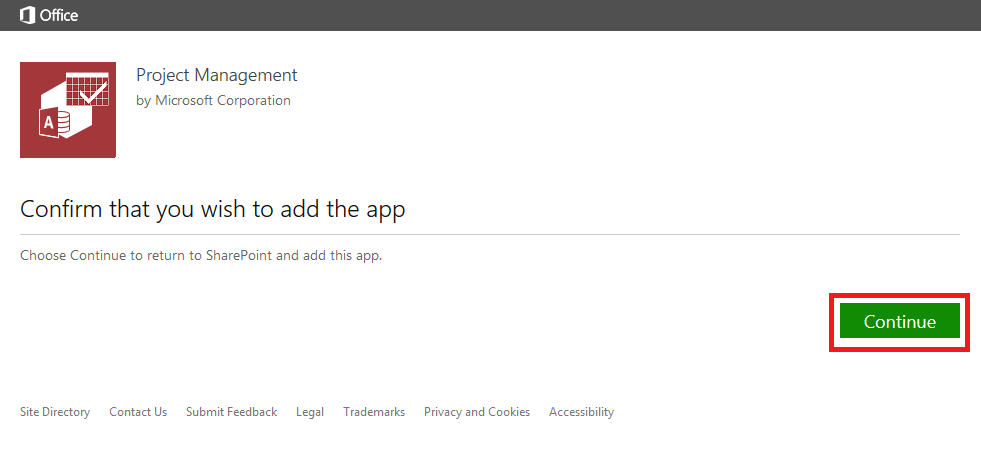 Office
Project Management
by Microsoft Corporation
A
Confirm that you wish to add the app
Choose Continue to return to SharePoint and add this app.
Continue
Site Directory Contact Us Submit Feedback Legal Trademarks Privacy and Cookies Accessibility